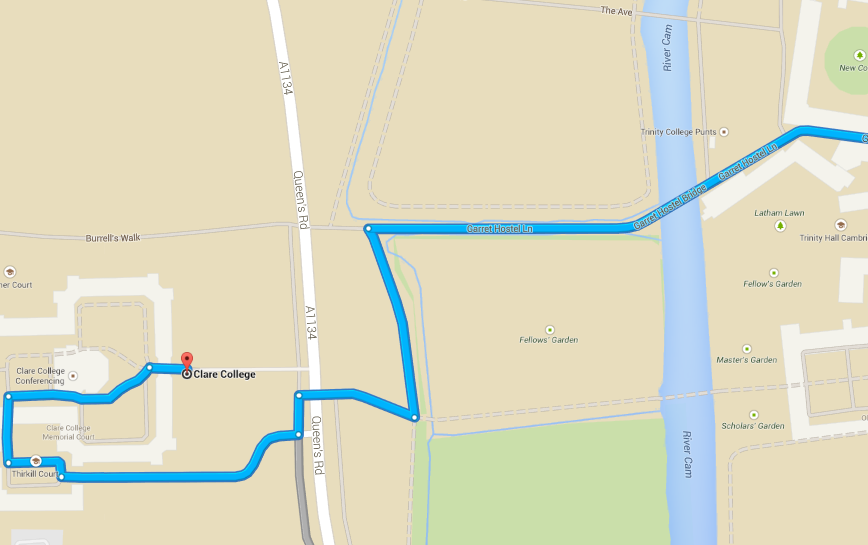 The Ave
River Cam
A1134
New Co
Trinity College Punts
Garret Hostel Ln
G
Queen's Rd
Garret Hostel Bridge
Latham Lawn
Burrell's Walk
Garret Hostel Ln
Trinity Hall Cambri
ner Court
Fellow's Garden
A1134
Fellows' Garden
Master's Garden
Clare College
Conferencing
Clare College
Scholars' Garden
Clare College
Memorial Court
Queen's Rd
River Cam
Thirkill Court